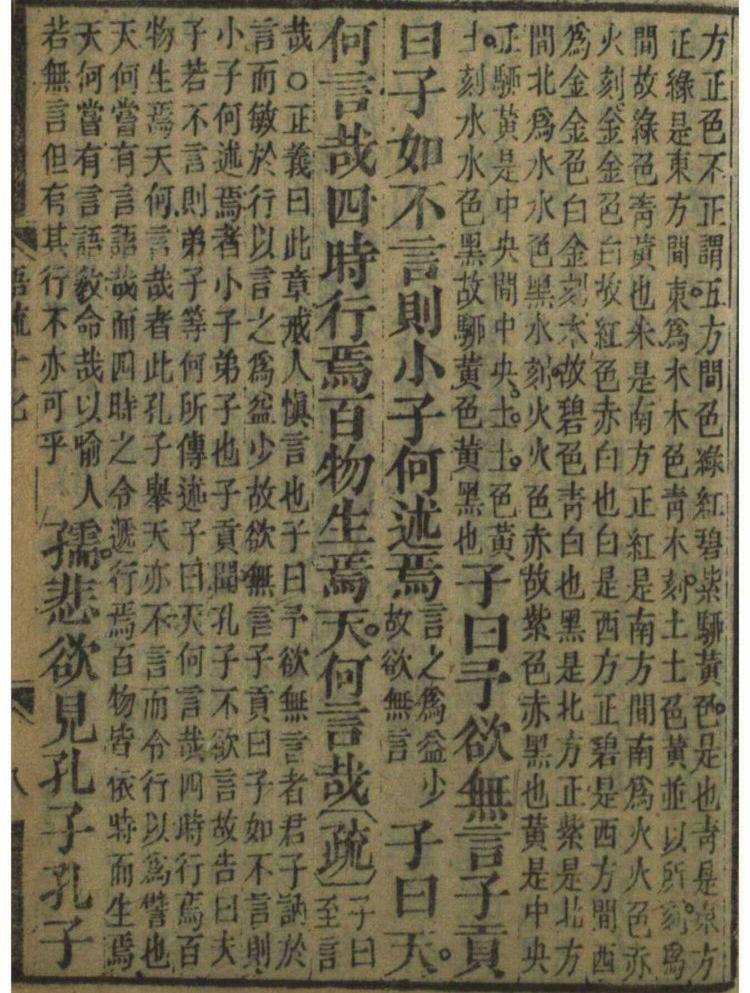 方正色不正謂五方間色綠紅碧紫駵黃色是也青是東方
正綠是東方間東爲木木色青木刻土土色黃並以所刻爲
間故綠色青黃也朱是南方正紅是南方間南爲火火色赤
火刻金金色白故紅色赤白也白是西方正碧是西方間西
爲金金色白金刻木故碧色青白也黑是北方正紫是北方
間北爲水水色黑水刻火火色赤故紫色赤黑也黃是中央
正駵黃是中央間中央土土色黃
土刻水水色黑故駵黃色黃黑也
子曰予欲無言子貢
曰子如不言則小子何述焉
言之爲益少
故欲無言
子曰天
何言哉四時行焉百物生焉天何言哉〔疏〕
子曰
至言
哉○正義曰此章戒人慎言也子曰予欲無言者君子訥於
言而敏於行以言之爲益少故欲無言子貢曰子如不言則
小子何述焉者小子弟子也子貢聞孔子不欲言故告曰夫
子若不言則弟子等何所傳述子曰天何言哉四時行焉百
物生焉天何言哉者此孔子舉天亦不言而令行以爲譬也
天何嘗有言語哉而四時之令遞行焉百物皆依時而生焉
天何嘗有言語教命哉以喻人
若無言但有其行不亦可乎
孺悲欲見孔子孔子
語疏十七
八